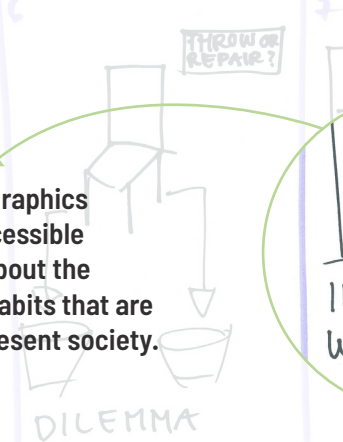 THROW OR
REPAIR?
raphics
cessible
bout the
abits that are
esent society.
DILEMMA